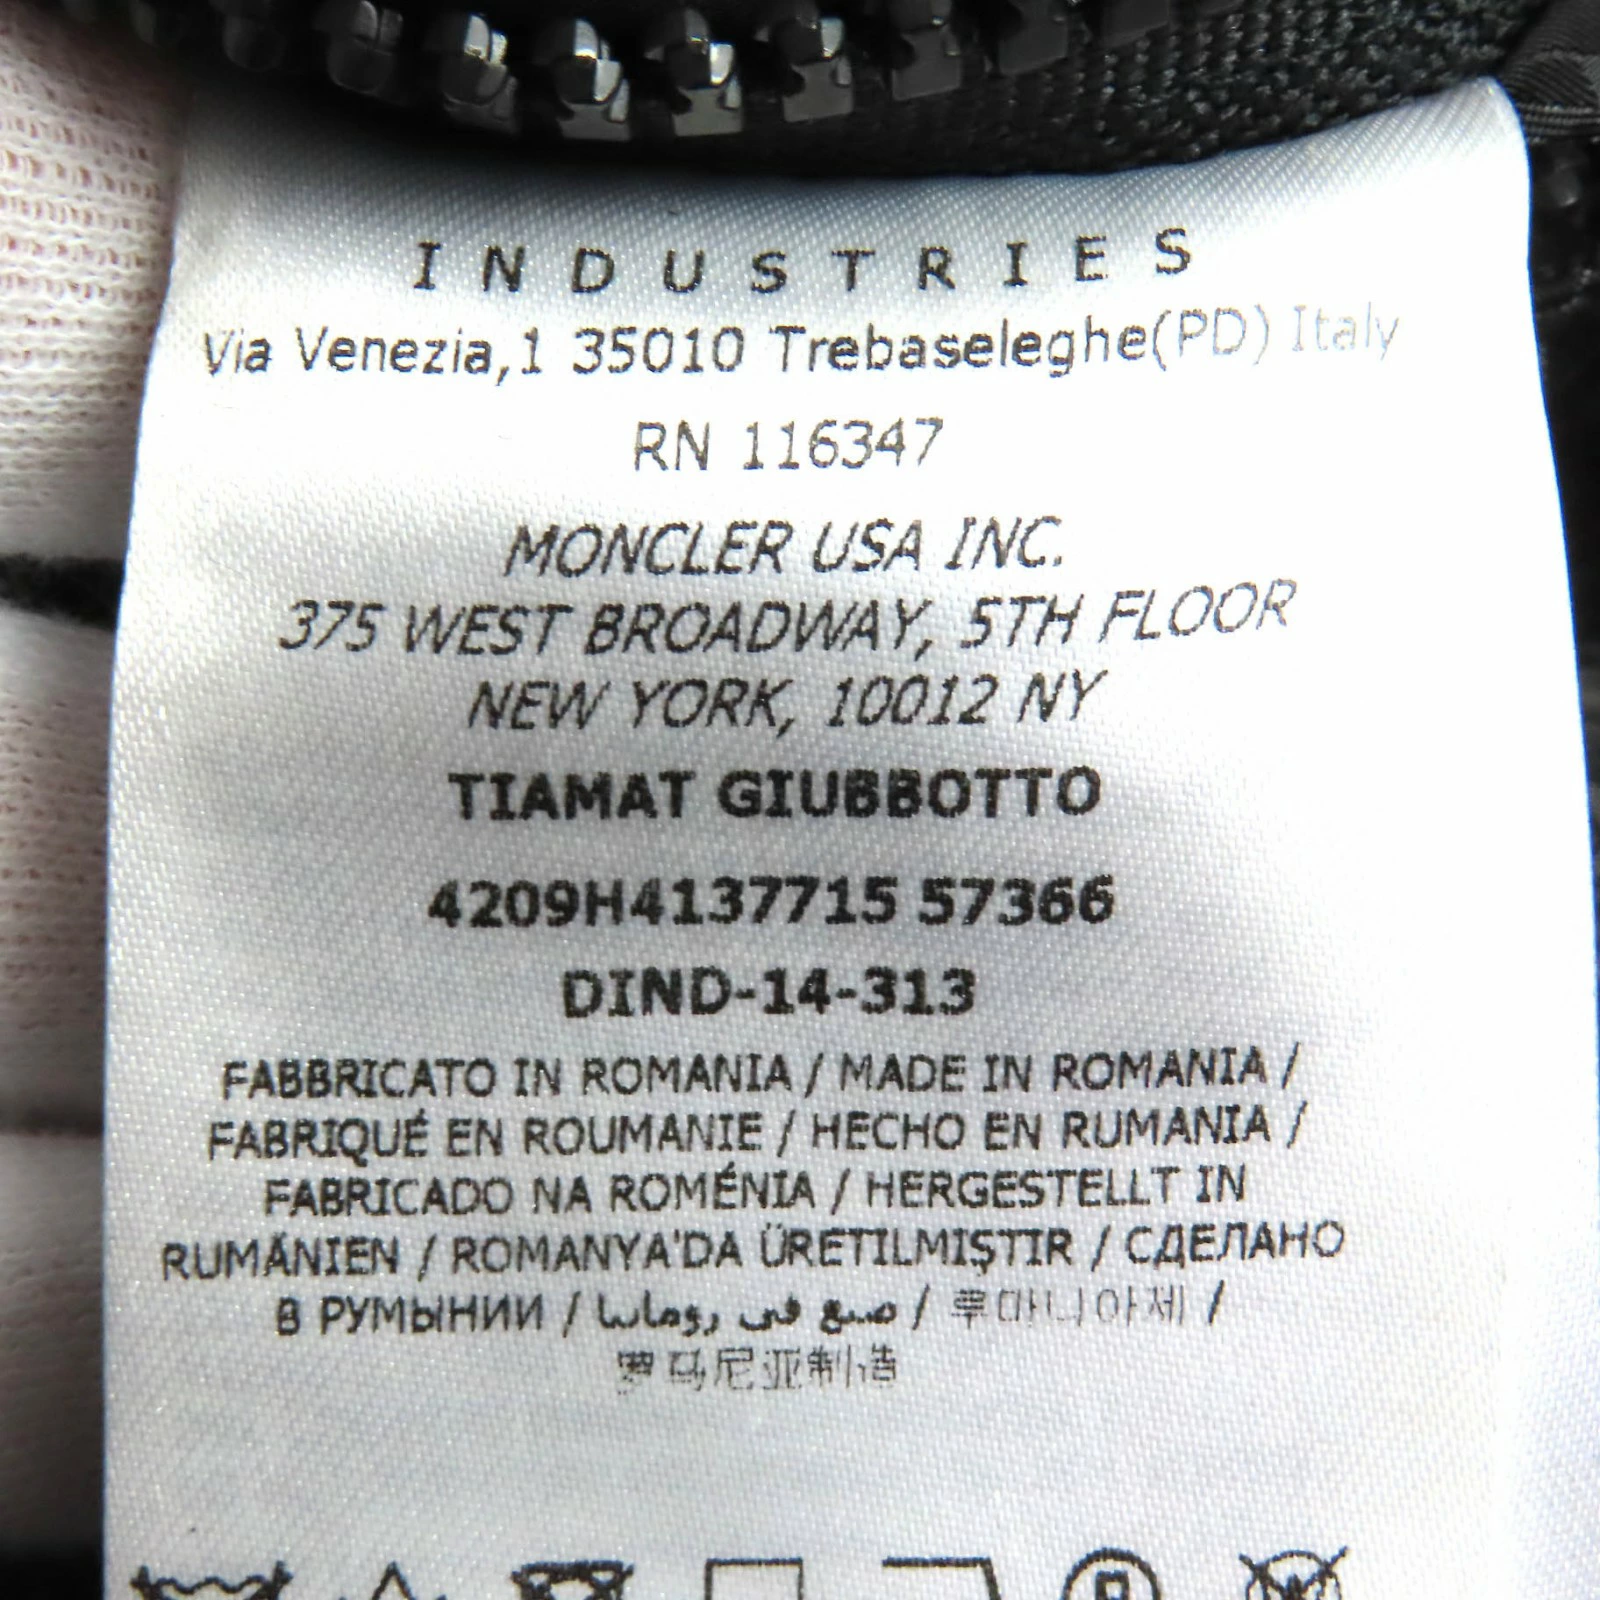 INDUSTRIES
Via Venezia,1 35010 Trebaseleghe(PD) Italy
RN 116347
MONCLER USA INC.
375 WEST BROADWAY, 5TH FLOOR
NEW YORK, 10012 NY
TIAMAT GIUBBOTTO
4209H4137715 57366
DIND-14-313
FABBRICATO IN ROMANIA / MADE IN ROMANIA /
FABRIQUÉ EN ROUMANIE / HECHO EN RUMANIA /
FABRICADO NA ROMÉNIA / HERGESTELLT IN
RUMÄNIEN / ROMANYA'DA ÜRETILMIŞTIR / СДЕЛАНО
В РУМЫНИИ / صنع في رومانيا / 루마니아제 /
罗马尼亚制造